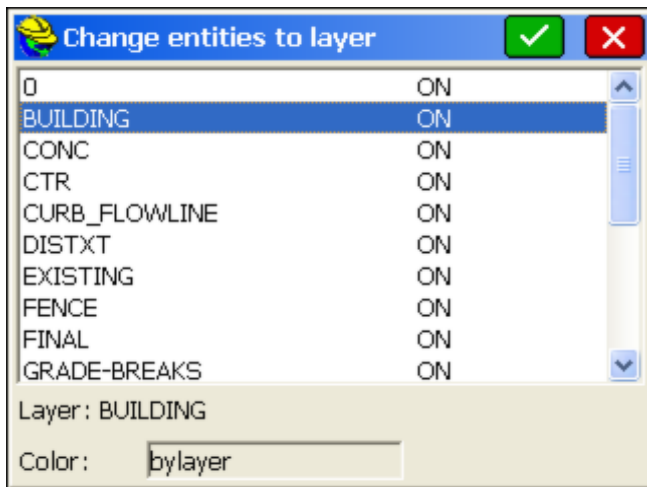 Change entities to layer
0 ON
BUILDING ON
CONC ON
CTR ON
CURB_FLOWLINE ON
DISTXT ON
EXISTING ON
FENCE ON
FINAL ON
GRADE-BREAKS ON
Layer: BUILDING
Color: bylayer